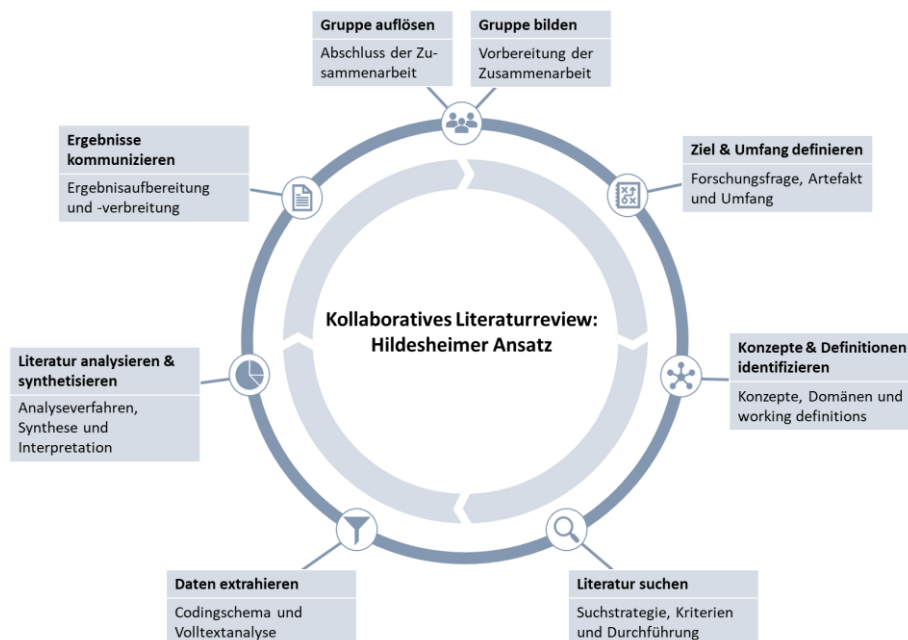 Gruppe auflösen
Abschluss der Zu-
sammenarbeit
Gruppe bilden
Vorbereitung der
Zusammenarbeit
Ziel & Umfang definieren
Forschungsfrage, Artefakt
und Umfang
Konzepte & Definitionen
identifizieren
Konzepte, Domänen und
working definitions
Literatur suchen
Suchstrategie, Kriterien
und Durchführung
Daten extrahieren
Codingschema und
Volltextanalyse
Literatur analysieren &
synthetisieren
Analyseverfahren,
Synthese und
Interpretation
Ergebnisse
kommunizieren
Ergebnisaufbereitung
und -verbreitung
Kollaboratives Literaturreview:
Hildesheimer Ansatz